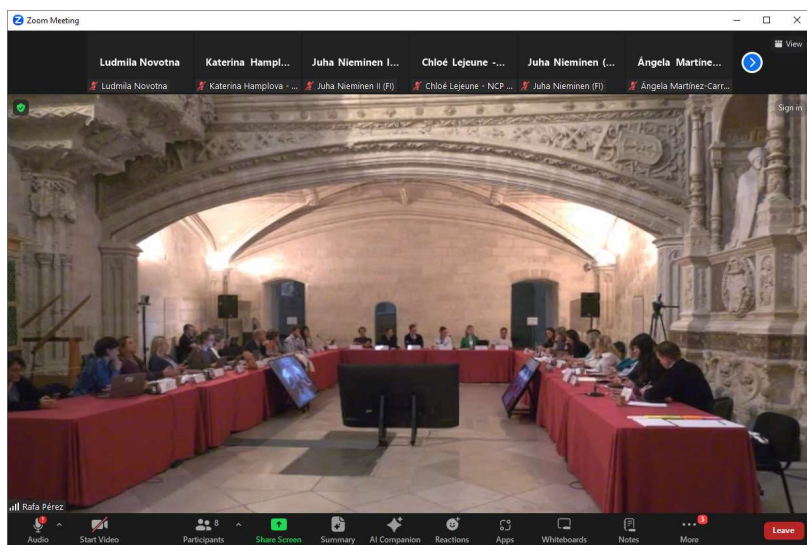 Zoom Meeting
View
Ludmila Novotna
Katerina Hampl...
Juha Nieminen I...
Chloé Lejeune -...
Juha Nieminen (...
Ángela Martíne...
Ludmila Novotna
Katerina Hamplova - ...
Juha Nieminen II (FI)
Chloé Lejeune - NCP ...
Juha Nieminen (FI)
Ángela Martínez-Carr...
Sign in
Rafa Pérez
8
3
Audio
Start Video
Participants
Share Screen
Summary
AI Companion
Reactions
Apps
Whiteboards
Notes
More
Leave